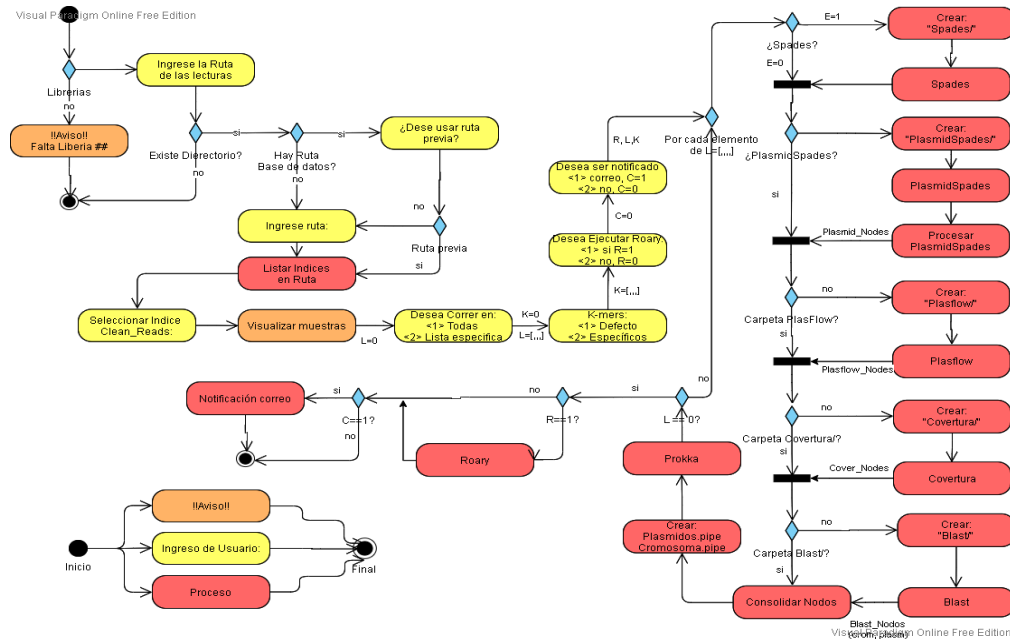 Visual Paradigm Online Free Edition
Librerias
no
!!Aviso!!
Falta Liberia ##
Ingrese la Ruta
de las lecturas
Existe Dierectorio?
si
no
Hay Ruta
Base de datos?
si
no
¿Dese usar ruta
previa?
no
Ruta previa
si
Ingrese ruta:
Listar Indices
en Ruta
Seleccionar Indice
Clean_Reads:
Visualizar muestras
L=0
Desea Correr en:
<1> Todas
<2> Lista especifica
K=0
L=[,,,]
K-mers:
<1> Defecto
<2> Específicos
K=[,,,]
Desea Ejecutar Roary:
<1> si R=1
<2> no, R=0
C=0
Desea ser notificado
<1> correo, C=1
<2> no, C=0
R, L,K
Por cada elemento
de L=[,,,]
¿Spades?
E=1
E=0
Crear:
"Spades/"
Spades
¿PlasmidSpades?
si
Crear:
"PlasmidSpades/"
PlasmidSpades
Procesar
PlasmidSpades
Plasmid_Nodes
no
Carpeta PlasFlow?
si
Crear:
"Plasflow/"
Plasflow
Plasflow_Nodes
no
Carpeta Covertura/?
si
Crear:
"Covertura/"
Covertura
Cover_Nodes
no
Carpeta Blast/?
si
Crear:
"Blast/"
Blast
Blast_Nodes
(crom, plasm)
Consolidar Nodos
Crear:
Plasmidos.pipe
Cromosoma.pipe
Prokka
L == '0?
no
si
R==1?
no
si
Roary
C==1?
si
no
Notificación correo
Inicio
!!Aviso!!
Ingreso de Usuario:
Proceso
Final
Visual Paradigm Online Free Edition